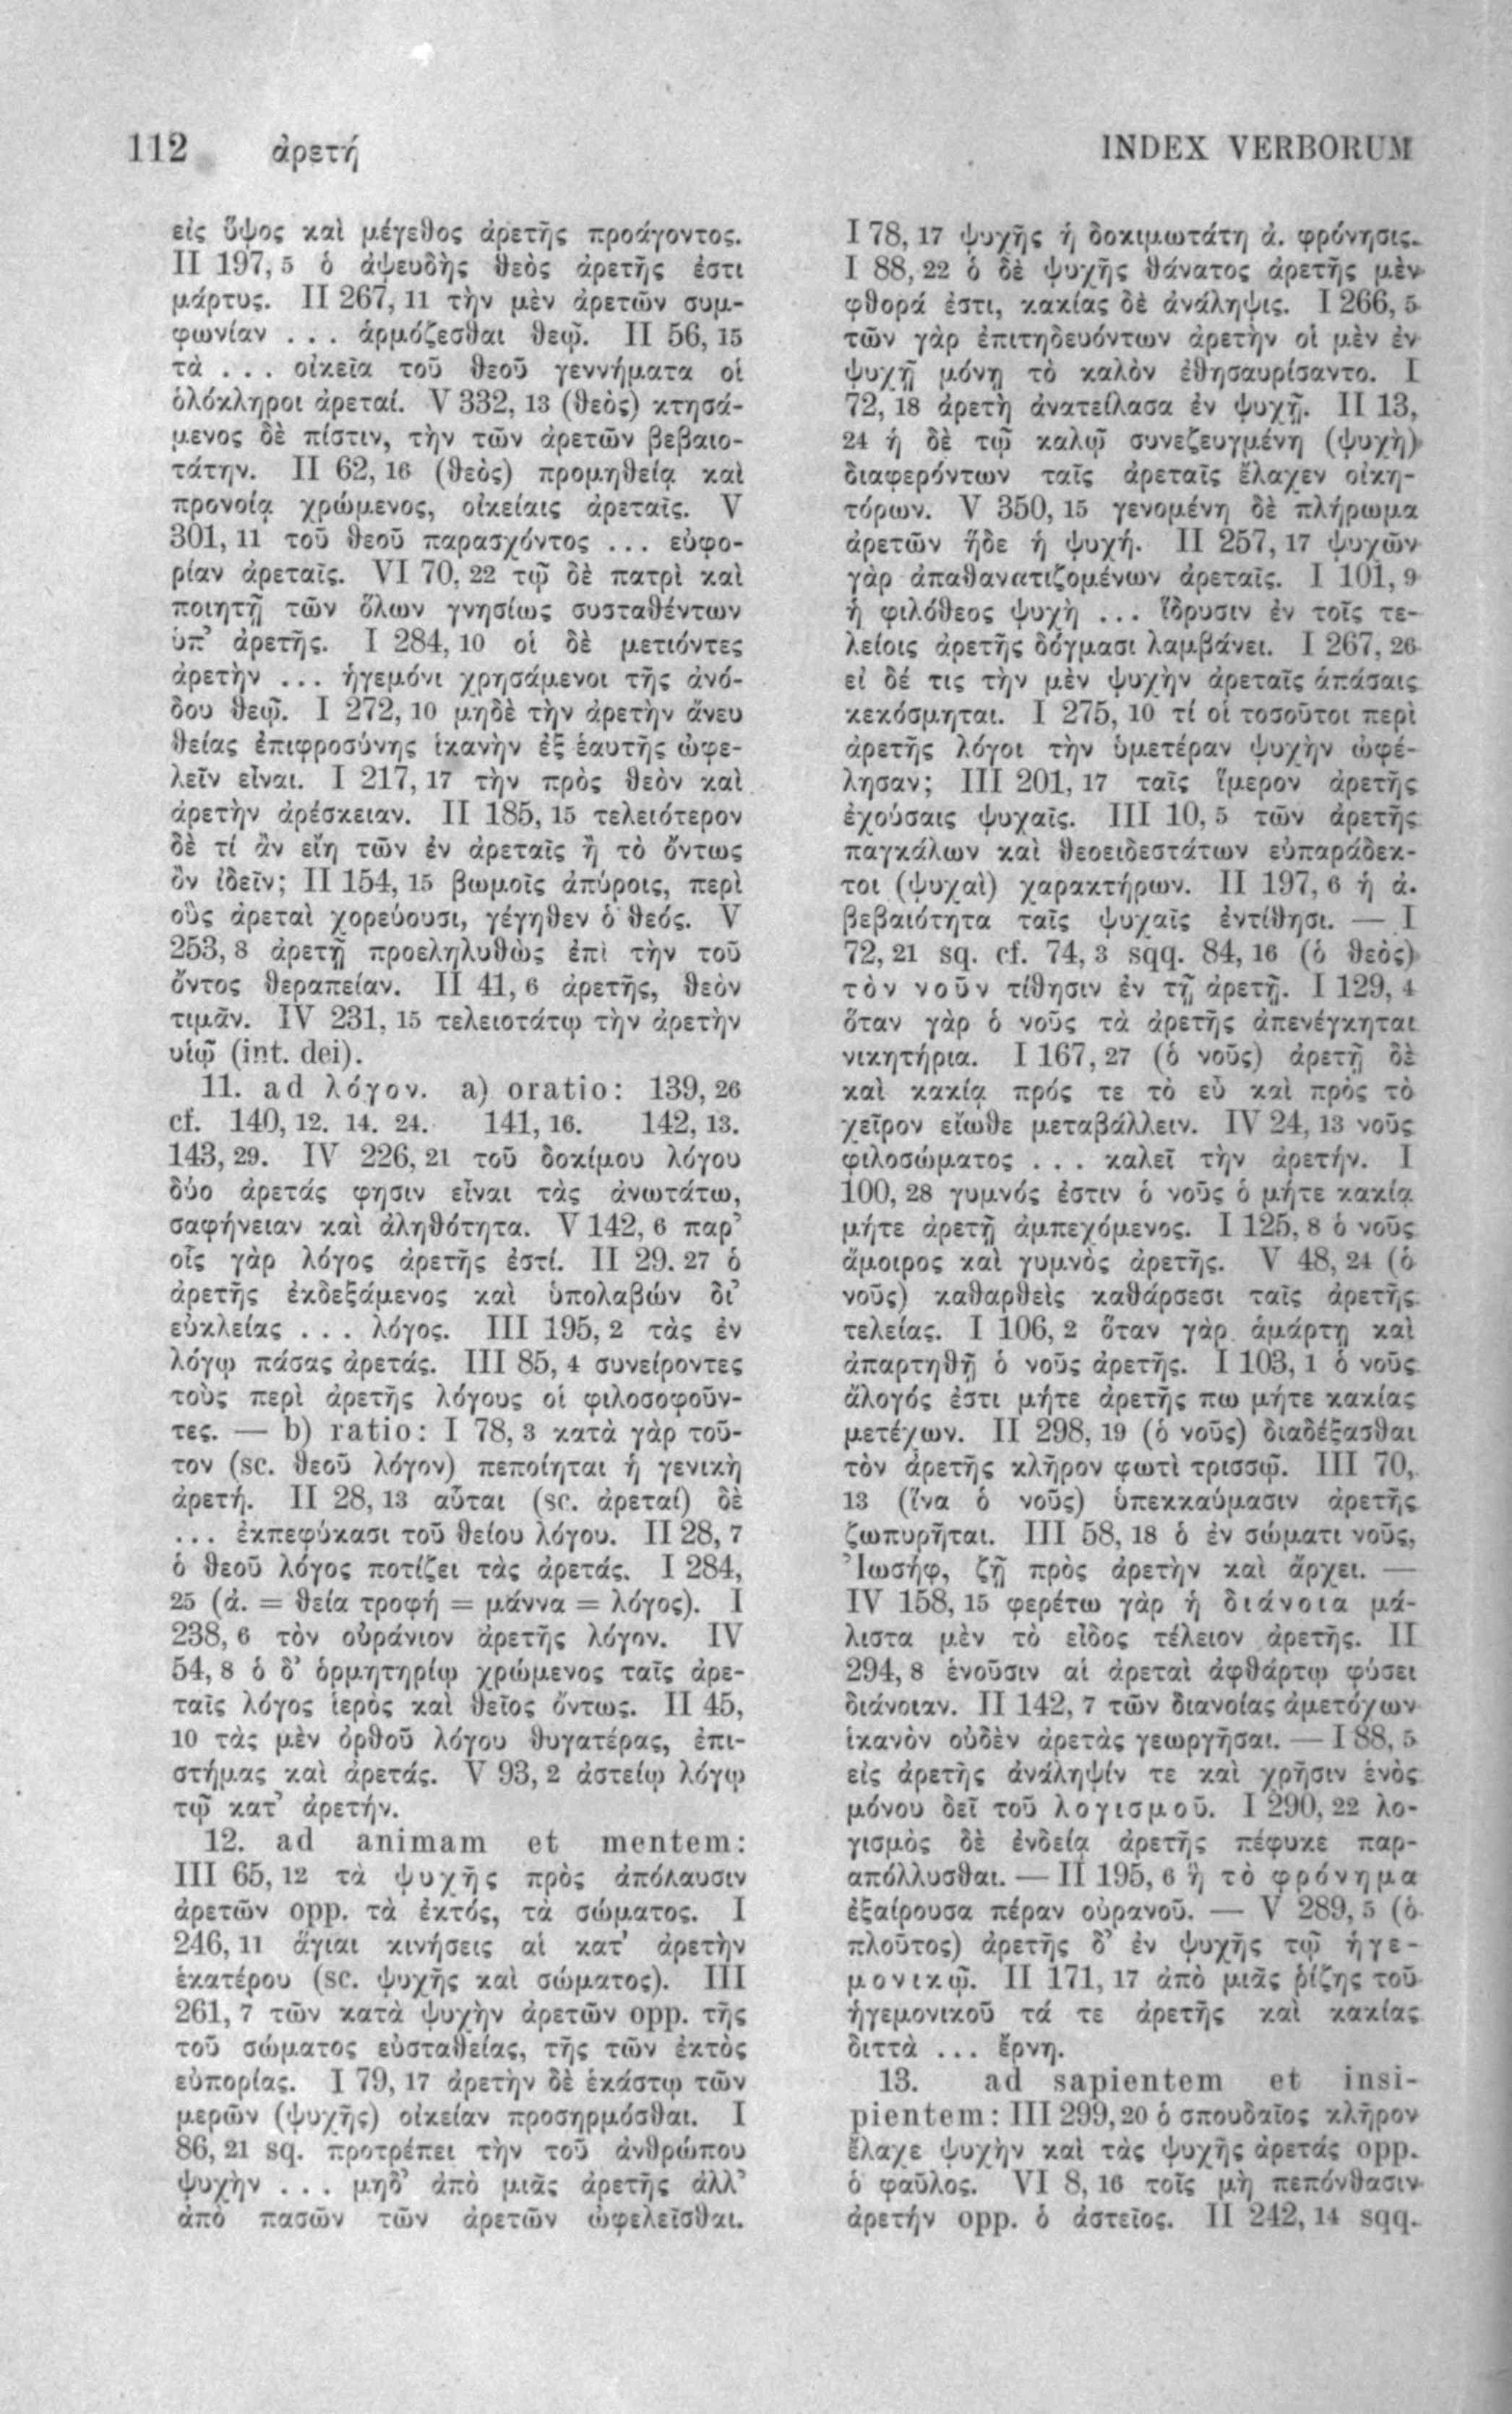 112 ἀρετή INDEX VERBORUM
εἰς ὕψος καὶ μέγεθος ἀρετῆς προάγοντος.
II 197, 5 ὁ ἀψευδὴς θεὸς ἀρετῆς ἐστι
μάρτυς. II 267, 11 τὴν μὲν ἀρετῶν συμ-
φωνίαν . . . ἁρμόζεσθαι θεῷ. II 56, 15
τὰ . . . οἰκεῖα τοῦ θεοῦ γεννήματα οἱ
ὁλόκληροι ἀρεταί. V 332, 13 (θεὸς) κτησά-
μενος δὲ πίστιν, τὴν τῶν ἀρετῶν βεβαιο-
τάτην. II 62, 16 (θεὸς) προμηθείᾳ καὶ
προνοίᾳ χρώμενος, οἰκείαις ἀρεταῖς. V
301, 11 τοῦ θεοῦ παρασχόντος ... εὐφο-
ρίαν ἀρεταῖς. VI 70, 22 τῷ δὲ πατρὶ καὶ
ποιητῇ τῶν ὅλων γνησίως συσταθέντων
ὑπ’ ἀρετῆς. I 284, 10 οἱ δὲ μετιόντες
ἀρετὴν ... ἡγεμόνι χρησάμενοι τῆς ἀνό-
δου θεῷ. I 272, 10 μηδὲ τὴν ἀρετὴν ἄνευ
θείας ἐπιφροσύνης ἱκανὴν ἐξ ἑαυτῆς ὠφε-
λεῖν εἶναι. I 217, 17 τὴν πρὸς θεὸν καὶ
ἀρετὴν ἀρέσκειαν. II 185, 15 τελειότερον
δὲ τί ἂν εἴη τῶν ἐν ἀρεταῖς ἢ τὸ ὄντως
ὂν ἰδεῖν; II 154, 15 βωμοῖς ἀπύροις, περὶ
οὓς ἀρεταὶ χορεύουσι, γέγηθεν ὁ θεός. V
253, 8 ἀρετῇ προεληλυθὼς ἐπὶ τὴν τοῦ
ὄντος θεραπείαν. II 41, 6 ἀρετῆς, θεὸν
τιμᾶν. IV 231, 15 τελειοτάτῳ τὴν ἀρετὴν
υἱῷ (int. dei).
11. ad λόγον. a) oratio: 139, 26
cf. 140, 12. 14. 24. 141, 16. 142, 13.
143, 29. IV 226, 21 τοῦ δοκίμου λόγου
δύο ἀρετάς φησιν εἶναι τὰς ἀνωτάτω,
σαφήνειαν καὶ ἀληθότητα. V 142, 6 παρ’
οἷς γὰρ λόγος ἀρετῆς ἐστί. II 29. 27 ὁ
ἀρετῆς ἐκδεξάμενος καὶ ὑπολαβών δι’
εὐκλείας . . . λόγος. III 195, 2 τὰς ἐν
λόγῳ πάσας ἀρετάς. III 85, 4 συνείροντες
τοὺς περὶ ἀρετῆς λόγους οἱ φιλοσοφοῦν-
τες. — b) ratio: I 78, 3 κατὰ γὰρ τοῦ-
τον (sc. θεοῦ λόγον) πεποίηται ἡ γενικὴ
ἀρετή. II 28, 13 αὗται (sc. ἀρεταί) δὲ
... ἐκπεφύκασι τοῦ θείου λόγου. II 28, 7
ὁ θεοῦ λόγος ποτίζει τὰς ἀρετάς. I 284,
25 (ἀ. = θεία τροφή = μάννα = λόγος). I
238, 6 τὸν οὐράνιον ἀρετῆς λόγον. IV
54, 8 ὁ δ’ ὁρμητηρίῳ χρώμενος ταῖς ἀρε-
ταῖς λόγος ἱερὸς καὶ θεῖος ὄντως. II 45,
10 τὰς μὲν ὀρθοῦ λόγου θυγατέρας, ἐπι-
στήμας καὶ ἀρετάς. V 93, 2 ἀστείῳ λόγῳ
τῷ κατ’ ἀρετήν.
12. ad animam et mentem:
III 65, 12 τὰ ψυχῆς πρὸς ἀπόλαυσιν
ἀρετῶν opp. τὰ ἐκτός, τὰ σώματος. I
246, 11 ἅγιαι κινήσεις αἱ κατ’ ἀρετὴν
ἑκατέρου (sc. ψυχῆς καὶ σώματος). III
261, 7 τῶν κατὰ ψυχὴν ἀρετῶν opp. τῆς
τοῦ σώματος εὐσταθείας, τῆς τῶν ἐκτὸς
εὐπορίας. I 79, 17 ἀρετὴν δὲ ἑκάστῳ τῶν
μερῶν (ψυχῆς) οἰκείαν προσηρμόσθαι. I
86, 21 sq. προτρέπει τὴν τοῦ ἀνθρώπου
ψυχὴν . . . μηδ’ ἀπὸ μιᾶς ἀρετῆς ἀλλ’
ἀπὸ πασῶν τῶν ἀρετῶν ὠφελεῖσθαι.
I 78, 17 ψυχῆς ἡ δοκιμωτάτη ἀ. φρόνησις.
I 88, 22 ὁ δὲ ψυχῆς θάνατος ἀρετῆς μὲν
φθορά ἐστι, κακίας δὲ ἀνάληψις. I 266, 5
τῶν γὰρ ἐπιτηδευόντων ἀρετὴν οἱ μὲν ἐν
ψυχῇ μόνῃ τὸ καλὸν ἐθησαυρίσαντο. I
72, 18 ἀρετὴ ἀνατείλασα ἐν ψυχῇ. II 13,
24 ἡ δὲ τῷ καλῷ συνεζευγμένη (ψυχὴ)
διαφερόντων ταῖς ἀρεταῖς ἔλαχεν οἰκη-
τόρων. V 350, 15 γενομένη δὲ πλήρωμα
ἀρετῶν ἥδε ἡ ψυχή. II 257, 17 ψυχῶν
γὰρ ἀπαθανατιζομένων ἀρεταῖς. I 101, 9
ἡ φιλόθεος ψυχὴ ... ἵδρυσιν ἐν τοῖς τε-
λείοις ἀρετῆς δόγμασι λαμβάνει. I 267, 26
εἰ δέ τις τὴν μὲν ψυχὴν ἀρεταῖς ἁπάσαις
κεκόσμηται. I 275, 10 τί οἱ τοσοῦτοι περὶ
ἀρετῆς λόγοι τὴν ὑμετέραν ψυχὴν ὠφέ-
λησαν; III 201, 17 ταῖς ἵμερον ἀρετῆς
ἐχούσαις ψυχαῖς. III 10, 5 τῶν ἀρετῆς
παγκάλων καὶ θεοειδεστάτων εὐπαράδεκ-
τοι (ψυχαὶ) χαρακτήρων. II 197, 6 ἡ ἀ.
βεβαιότητα ταῖς ψυχαῖς ἐντίθησι. — I
72, 21 sq. cf. 74, 3 sqq. 84, 16 (ὁ θεὸς)
τὸν νοῦν τίθησιν ἐν τῇ ἀρετῇ. I 129, 4
ὅταν γὰρ ὁ νοῦς τὰ ἀρετῆς ἀπενέγκηται
νικητήρια. I 167, 27 (ὁ νοῦς) ἀρετῇ δὲ
καὶ κακίᾳ πρός τε τὸ εὖ καὶ πρὸς τὸ
χεῖρον εἴωθε μεταβάλλειν. IV 24, 13 νοῦς
φιλοσώματος . . . καλεῖ τὴν ἀρετήν. I
100, 28 γυμνός ἐστιν ὁ νοῦς ὁ μήτε κακίᾳ
μήτε ἀρετῇ ἀμπεχόμενος. I 125, 8 ὁ νοῦς
ἄμοιρος καὶ γυμνὸς ἀρετῆς. V 48, 24 (ὁ
νοῦς) καθαρθεὶς καθάρσεσι ταῖς ἀρετῆς
τελείας. I 106, 2 ὅταν γὰρ ἁμάρτῃ καὶ
ἀπαρτηθῇ ὁ νοῦς ἀρετῆς. I 103, 1 ὁ νοῦς
ἄλογός ἐστι μήτε ἀρετῆς πω μήτε κακίας
μετέχων. II 298, 19 (ὁ νοῦς) διαδέξασθαι
τὸν ἀρετῆς κλῆρον φωτὶ τρισσῷ. III 70,
13 (ἵνα ὁ νοῦς) ὑπεκκαύμασιν ἀρετῆς
ζωπυρῆται. III 58, 18 ὁ ἐν σώματι νοῦς,
Ἰωσήφ, ζῇ πρὸς ἀρετὴν καὶ ἄρχει. —
IV 158, 15 φερέτω γὰρ ἡ διάνοια μά-
λιστα μὲν τὸ εἶδος τέλειον ἀρετῆς. II
294, 8 ἑνοῦσιν αἱ ἀρεταὶ ἀφθάρτῳ φύσει
διάνοιαν. II 142, 7 τῶν διανοίας ἀμετόχων
ἱκανὸν οὐδὲν ἀρετὰς γεωργῆσαι. — I 88, 5
εἰς ἀρετῆς ἀνάληψίν τε καὶ χρῆσιν ἑνὸς
μόνου δεῖ τοῦ λογισμοῦ. I 290, 22 λο-
γισμὸς δὲ ἐνδείᾳ ἀρετῆς πέφυκε παρ-
απόλλυσθαι. — II 195, 6 ἢ τὸ φρόνημα
ἐξαίρουσα πέραν οὐρανοῦ. — V 289, 5 (ὁ
πλοῦτος) ἀρετῆς δ’ ἐν ψυχῆς τῷ ἡγε-
μονικῷ. II 171, 17 ἀπὸ μιᾶς ῥίζης τοῦ
ἡγεμονικοῦ τά τε ἀρετῆς καὶ κακίας
διττὰ ... ἔρνη.
13. ad sapientem et insi-
pientem: III 299, 20 ὁ σπουδαῖος κλῆρον
ἔλαχε ψυχὴν καὶ τὰς ψυχῆς ἀρετάς opp.
ὁ φαῦλος. VI 8, 16 τοῖς μὴ πεπόνθασιν
ἀρετήν opp. ὁ ἀστεῖος. II 242, 14 sqq.